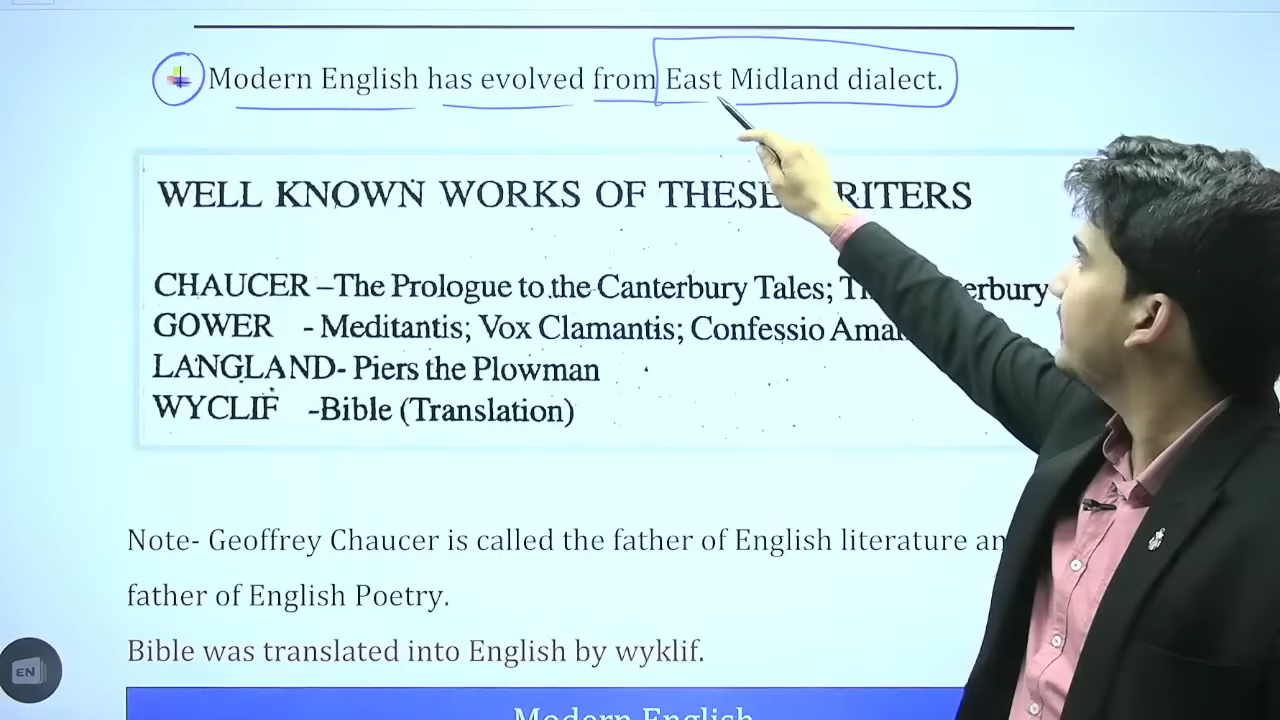 Modern English has evolved from East Midland dialect.
WELL KNOWN WORKS OF THESE
CHAUCER –The Prologue to the Canterbury Tales;
GOWER - Meditantis; Vox Clamantis; Confessio
LANGLAND- Piers the Plowman
WYCLIF -Bible (Translation)
Note- Geoffrey Chaucer is called the father of English literature
father of English Poetry.
Bible was translated into English by wyklif.
EN
Modern English